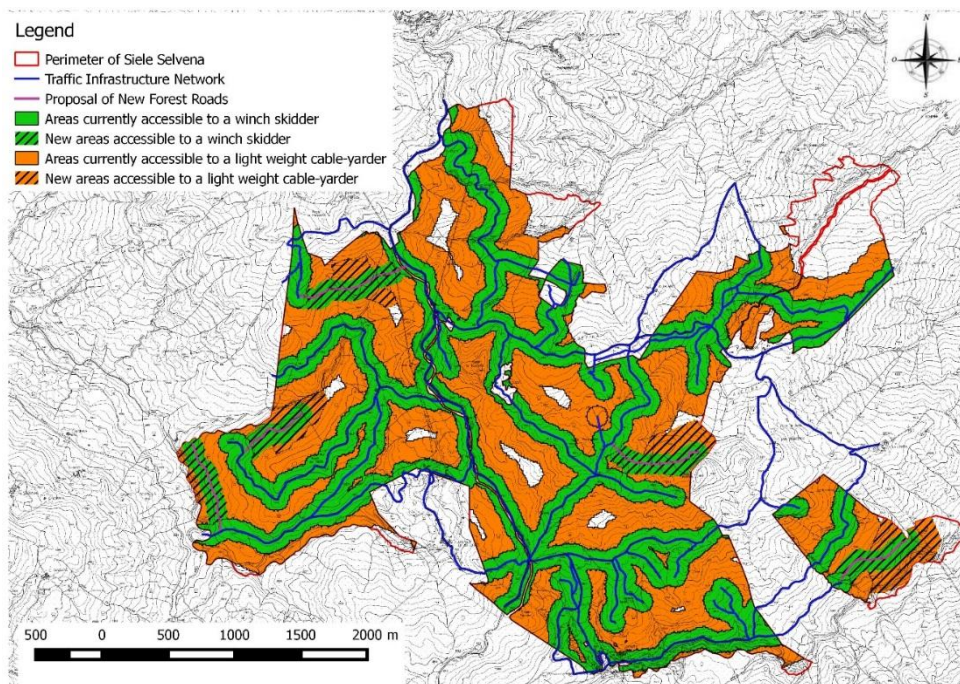 Legend
Perimeter of Siele Selvena
Traffic Infrastructure Network
Proposal of New Forest Roads
Areas currently accessible to a winch skidder
New areas accessible to a winch skidder
Areas currently accessible to a light weight cable-yarder
New areas accessible to a light weight cable-yarder
N
O
S
500 0 500 1000 1500 2000 m